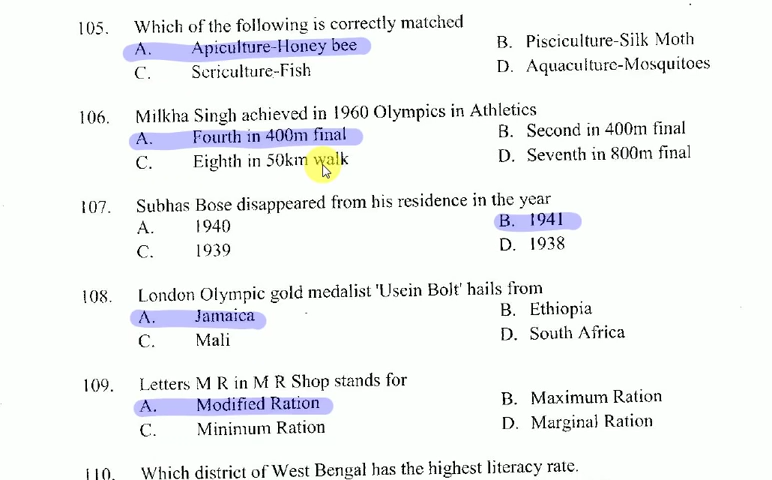 105. Which of the following is correctly matched
A. Apiculture-Honey bee B. Pisciculture-Silk Moth
C. Sericulture-Fish D. Aquaculture-Mosquitoes
106. Milkha Singh achieved in 1960 Olympics in Athletics
A. Fourth in 400m final B. Second in 400m final
C. Eighth in 50km walk D. Seventh in 800m final
107. Subhas Bose disappeared from his residence in the year
A. 1940 B. 1941
C. 1939 D. 1938
108. London Olympic gold medalist 'Usein Bolt' hails from
A. Jamaica B. Ethiopia
C. Mali D. South Africa
109. Letters M R in M R Shop stands for
A. Modified Ration B. Maximum Ration
C. Minimum Ration D. Marginal Ration
110. Which district of West Bengal has the highest literacy rate.